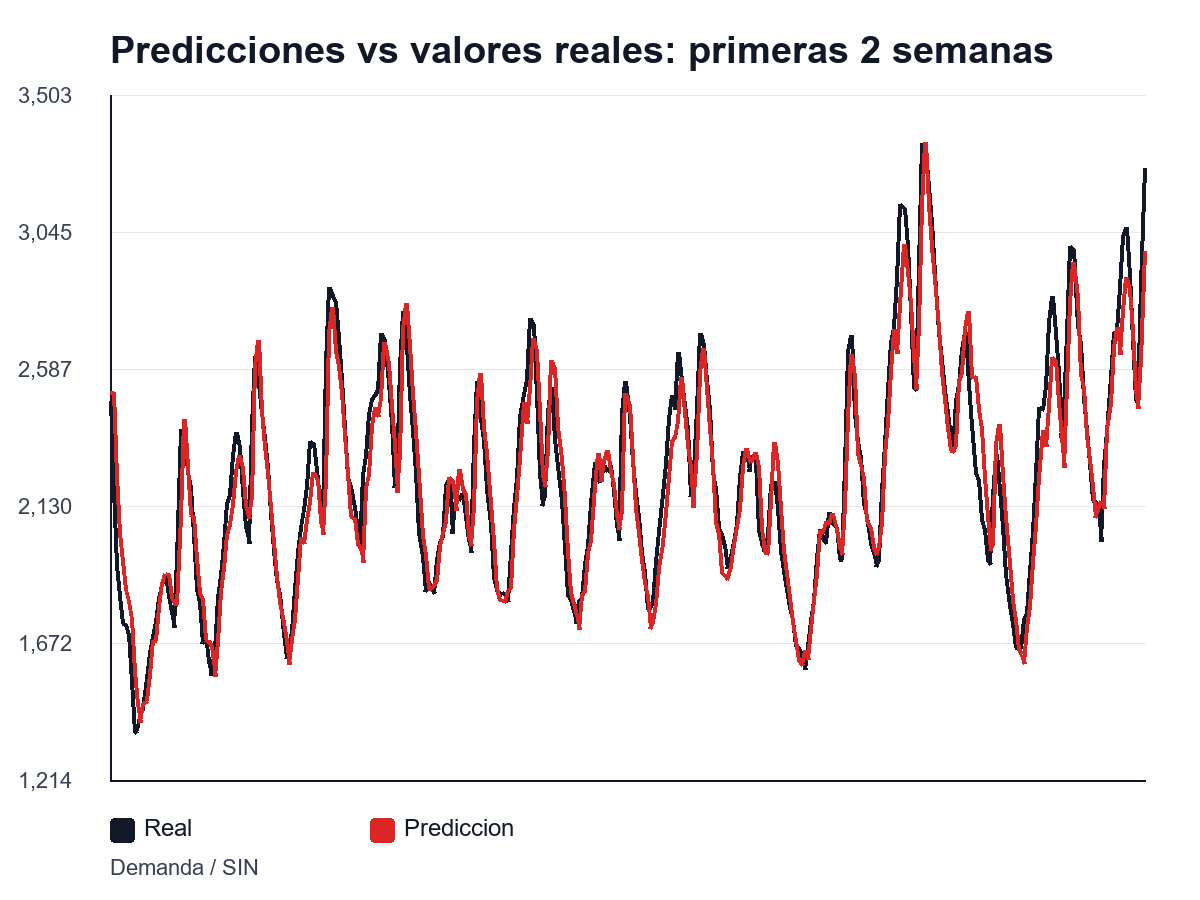 Predicciones vs valores reales: primeras 2 semanas
3,503
3,045
2,587
2,130
1,672
1,214
Real Prediccion
Demanda / SIN